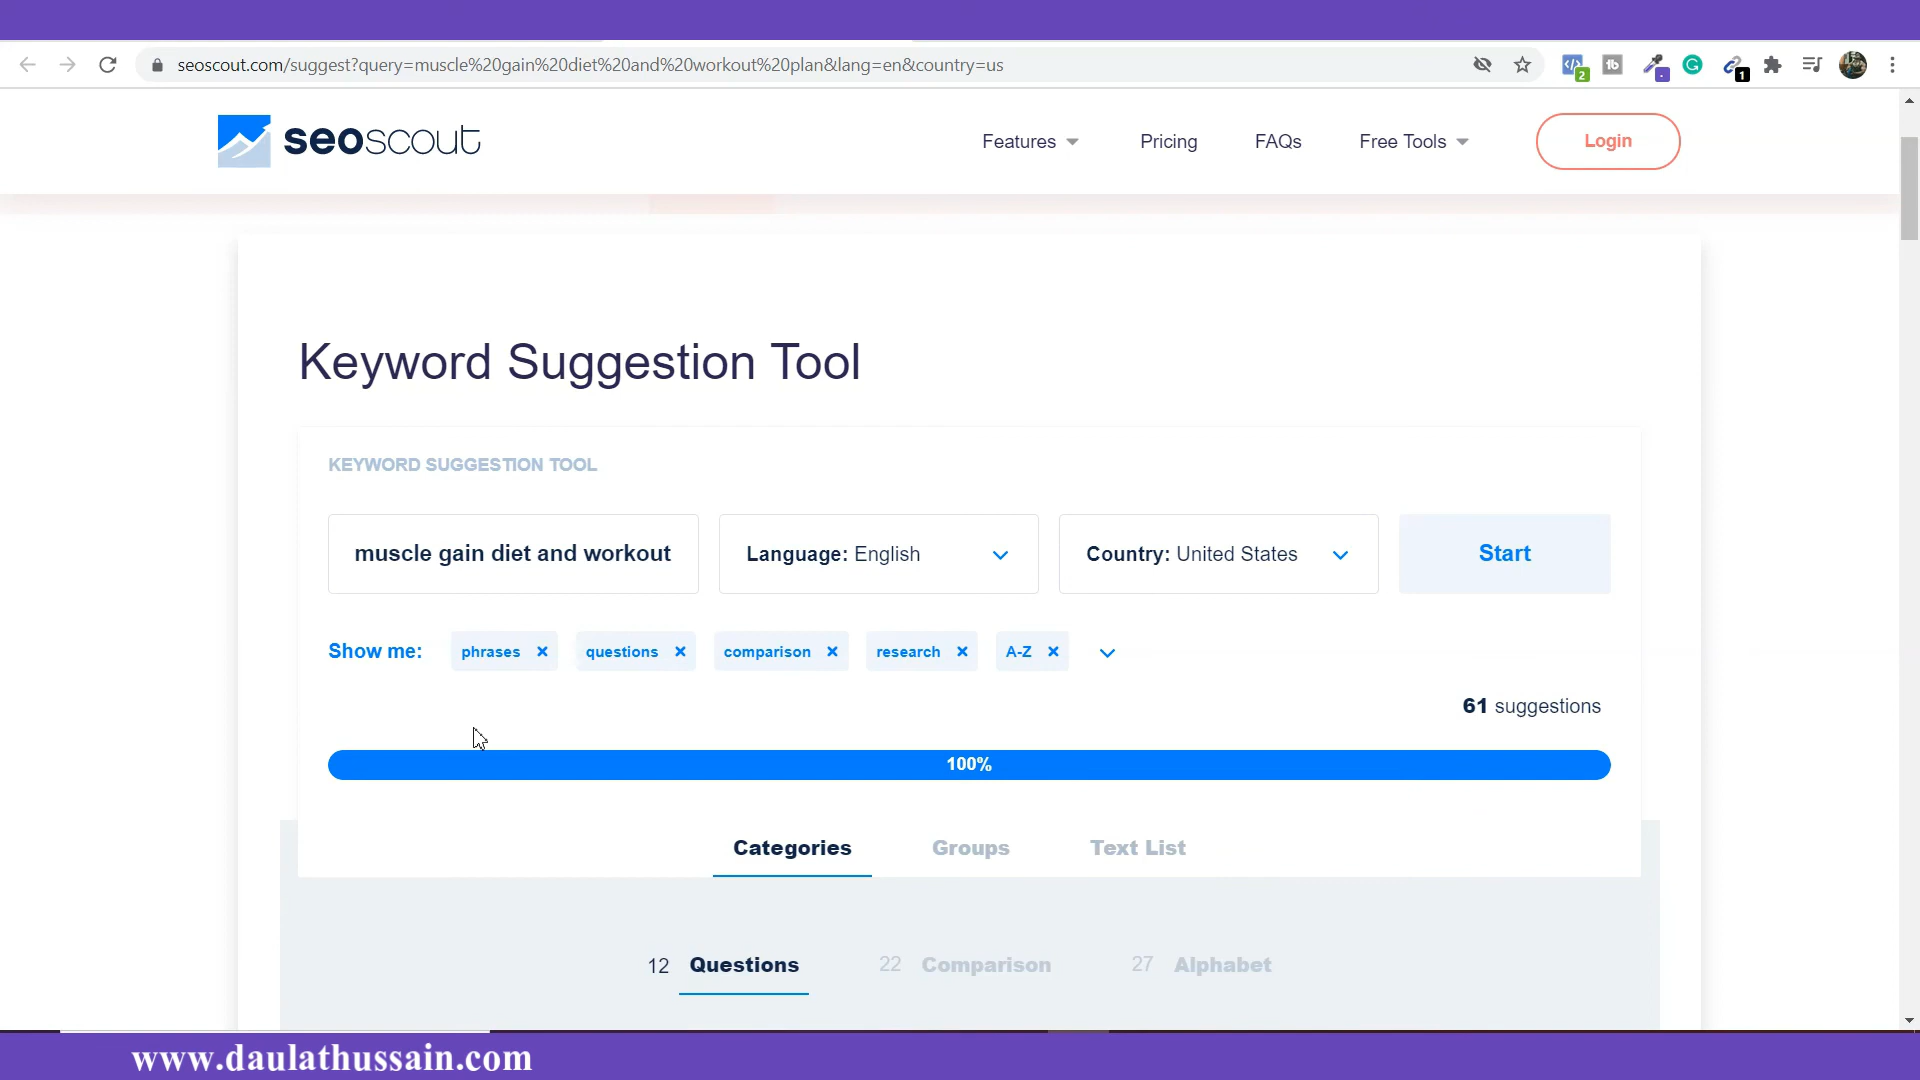 seoscout.com/suggest?query=muscle%20gain%20diet%20and%20workout%20plan&lang=en&country=us
2
tb
1
seoscout
Features
Pricing
FAQs
Free Tools
Login
Keyword Suggestion Tool
KEYWORD SUGGESTION TOOL
muscle gain diet and workout
Language: English
Country: United States
Start
Show me:
phrases ×
questions ×
comparison ×
research ×
A-Z ×
61 suggestions
100%
Categories
Groups
Text List
12 Questions
22 Comparison
27 Alphabet
www.daulathussain.com